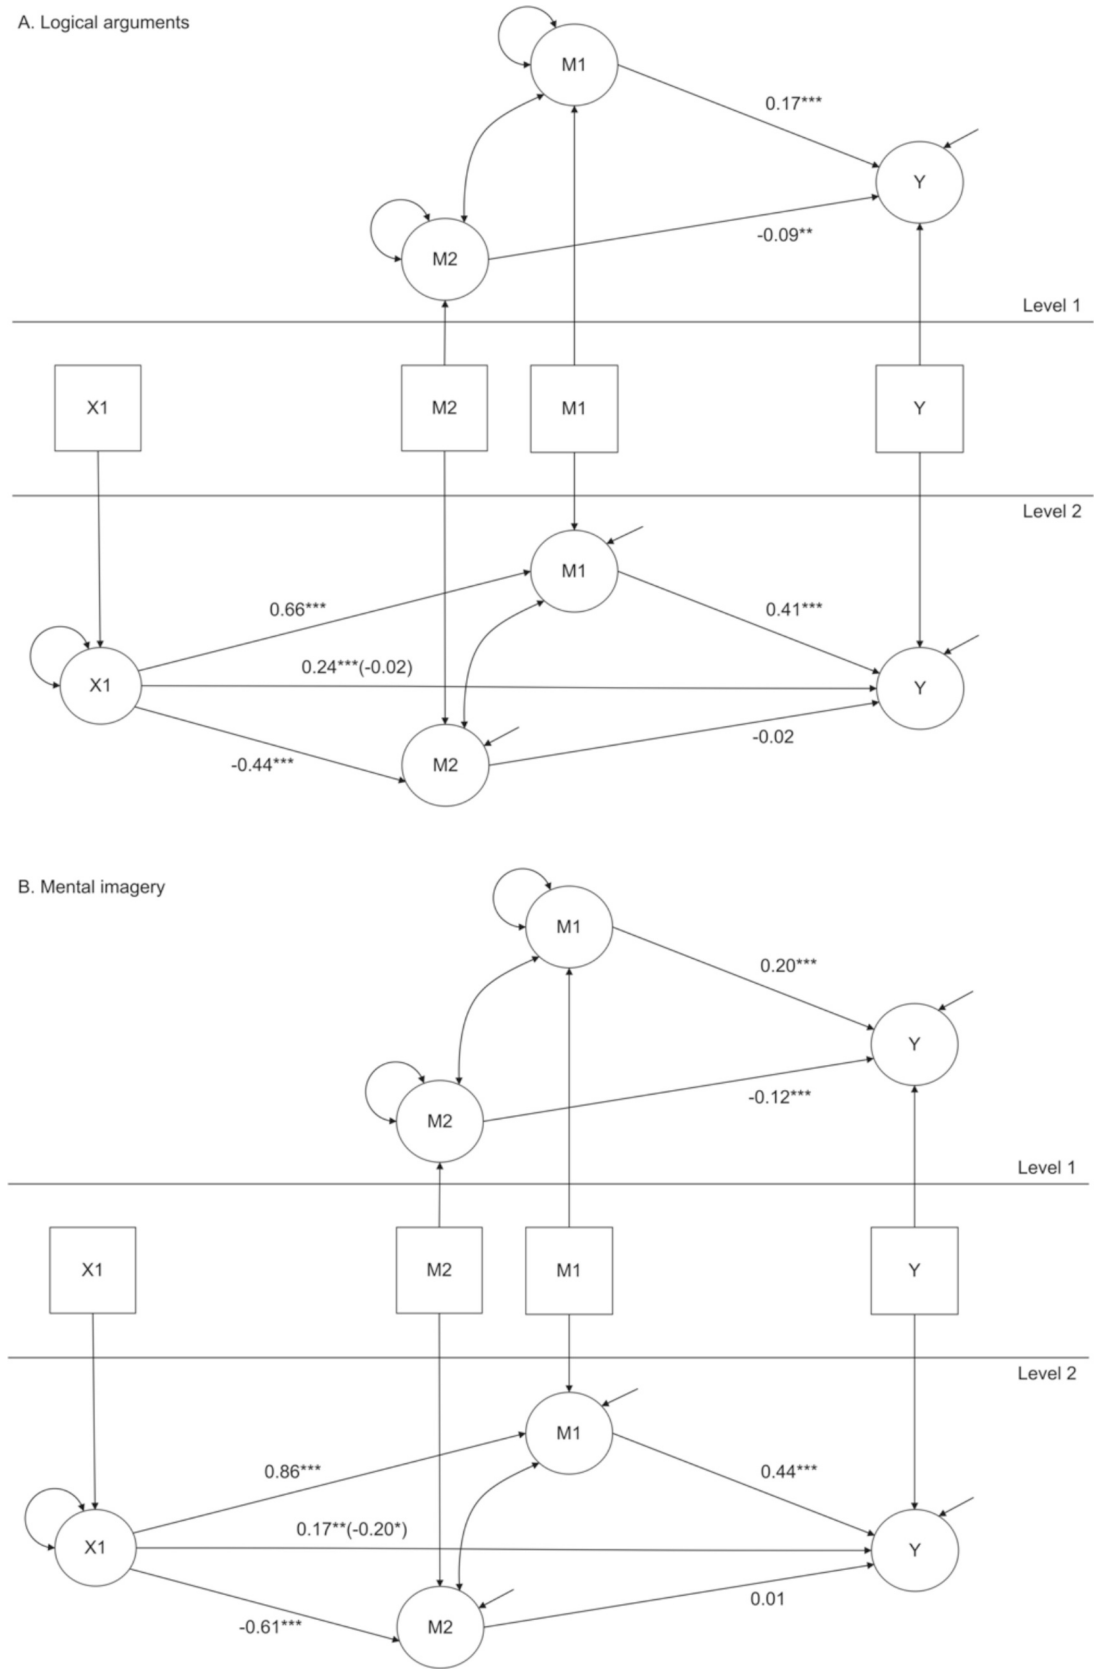 A. Logical arguments
M1
0.17***
Y
M2
-0.09**
Level 1
X1
M2
M1
Y
Level 2
M1
0.66***
0.41***
0.24***(-0.02)
X1
Y
-0.02
-0.44***
M2
B. Mental imagery
M1
0.20***
Y
M2
-0.12***
Level 1
X1
M2
M1
Y
Level 2
M1
0.86***
0.44***
0.17**(-0.20*)
X1
Y
0.01
-0.61***
M2